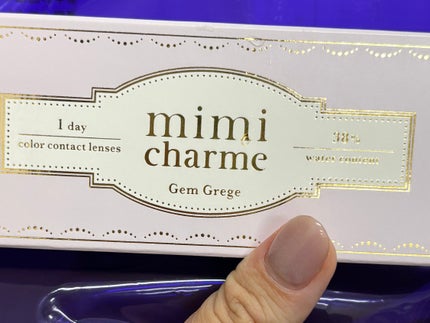 1 day
color contact lenses
mimi
charme
Gem Grege
38%
water content